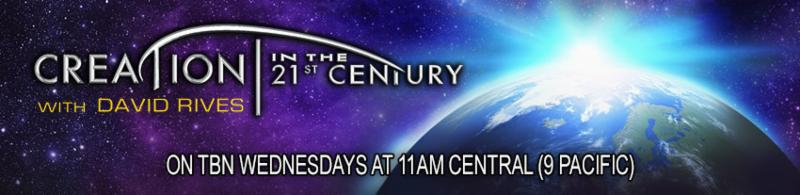 CREATION IN THE
21ST CENTURY
WITH DAVID RIVES
ON TBN WEDNESDAYS AT 11AM CENTRAL (9 PACIFIC)